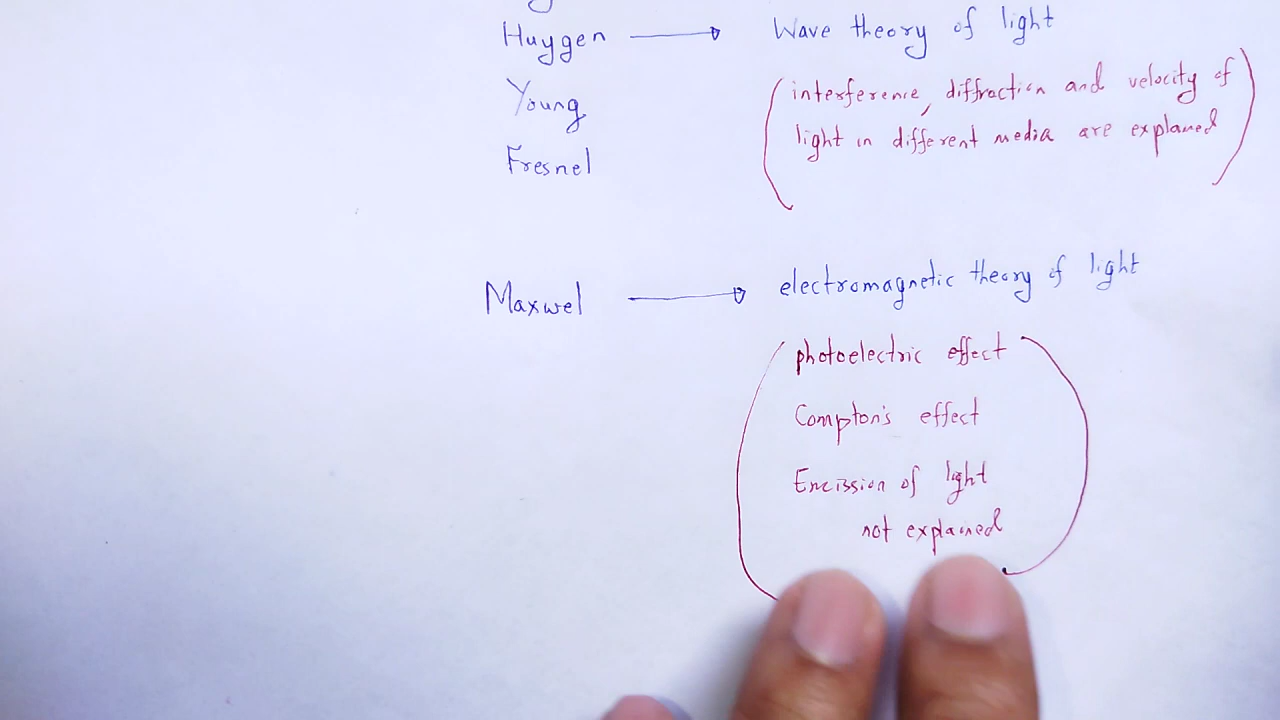 Huygen → Wave theory of light
Young
Fresnel
(interference, diffraction and velocity of
light in different media are explained)
Maxwel → electromagnetic theory of light
(photoelectric effect
Compton's effect
Emission of light
not explained)